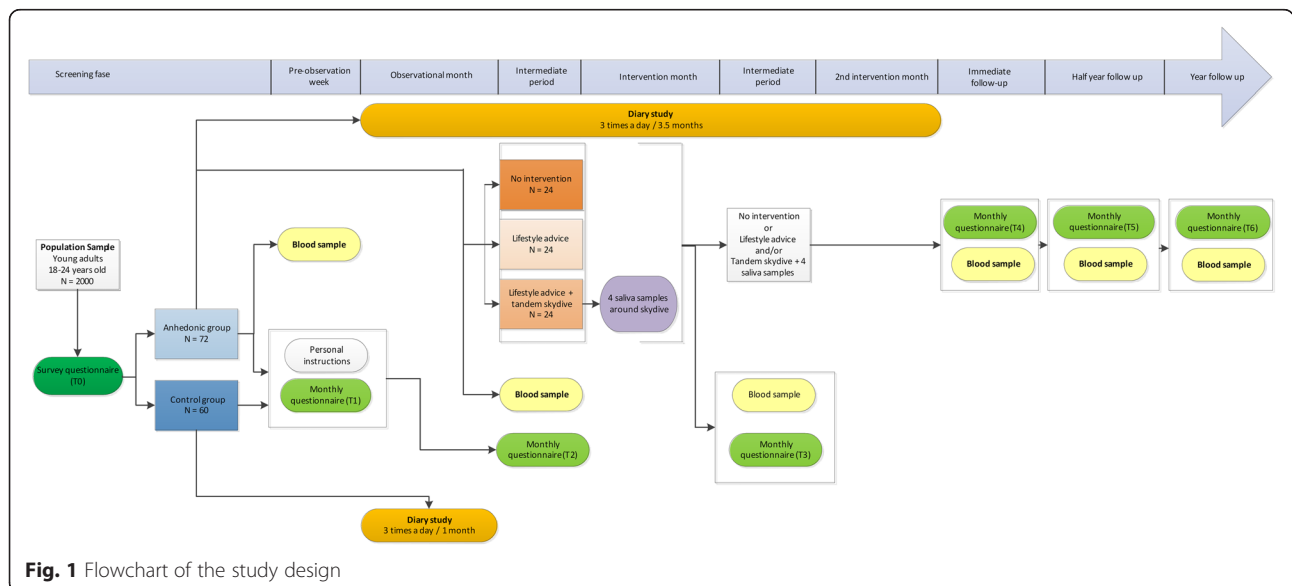 Screening fase
Pre-observation
week
Observational month
Intermediate
period
Intervention month
Intermediate
period
2nd intervention month
Immediate
follow-up
Half year follow up
Year follow up
Diary study
3 times a day / 3.5 months
No intervention
N = 24
Lifestyle advice
N = 24
Lifestyle advice +
tandem skydive
N = 24
4 saliva samples
around skydive
No intervention
or
Lifestyle advice
and/or
Tandem skydive + 4
saliva samples
Monthly
questionnaire (T4)
Blood sample
Monthly
questionnaire (T5)
Blood sample
Monthly
questionnaire (T6)
Blood sample
Population Sample
Young adults
18-24 years old
N = 2000
Survey questionnaire
(T0)
Blood sample
Anhedonic group
N = 72
Control group
N = 60
Personal
instructions
Monthly
questionnaire (T1)
Blood sample
Monthly
questionnaire (T2)
Blood sample
Monthly
questionnaire (T3)
Diary study
3 times a day / 1 month
Fig. 1 Flowchart of the study design